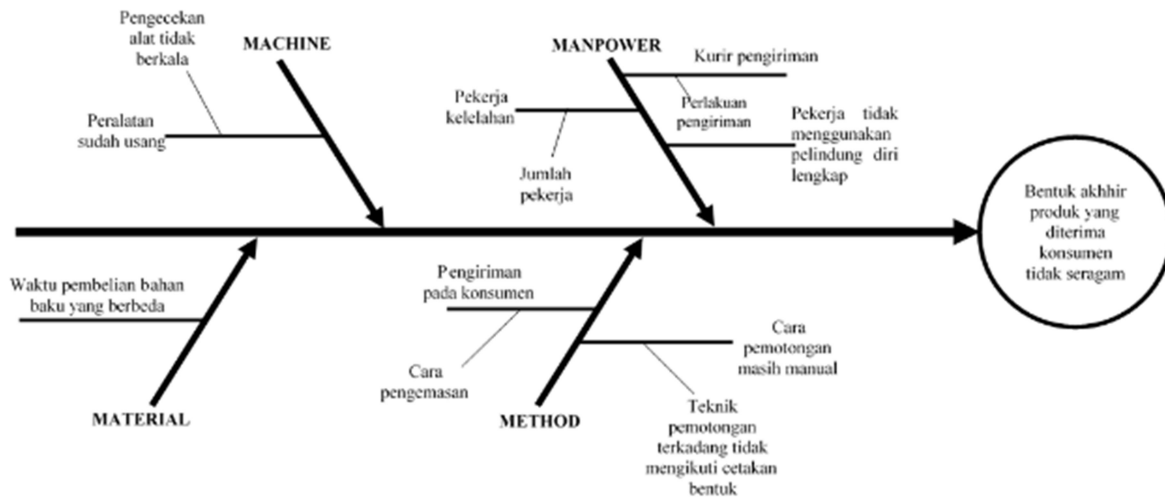 Pengecekan
alat tidak
berkala
MACHINE
Peralatan
sudah usang
MANPOWER
Kurir pengiriman
Pekerja
kelelahan
Perlakuan
pengiriman
Jumlah
pekerja
Pekerja tidak
menggunakan
pelindung diri
lengkap
Bentuk akhhir
produk yang
diterima
konsumen
tidak seragam
Waktu pembelian bahan
baku yang berbeda
MATERIAL
Pengiriman
pada konsumen
Cara
pengemasan
METHOD
Cara
pemotongan
masih manual
Teknik
pemotongan
terkadang tidak
mengikuti cetakan
bentuk